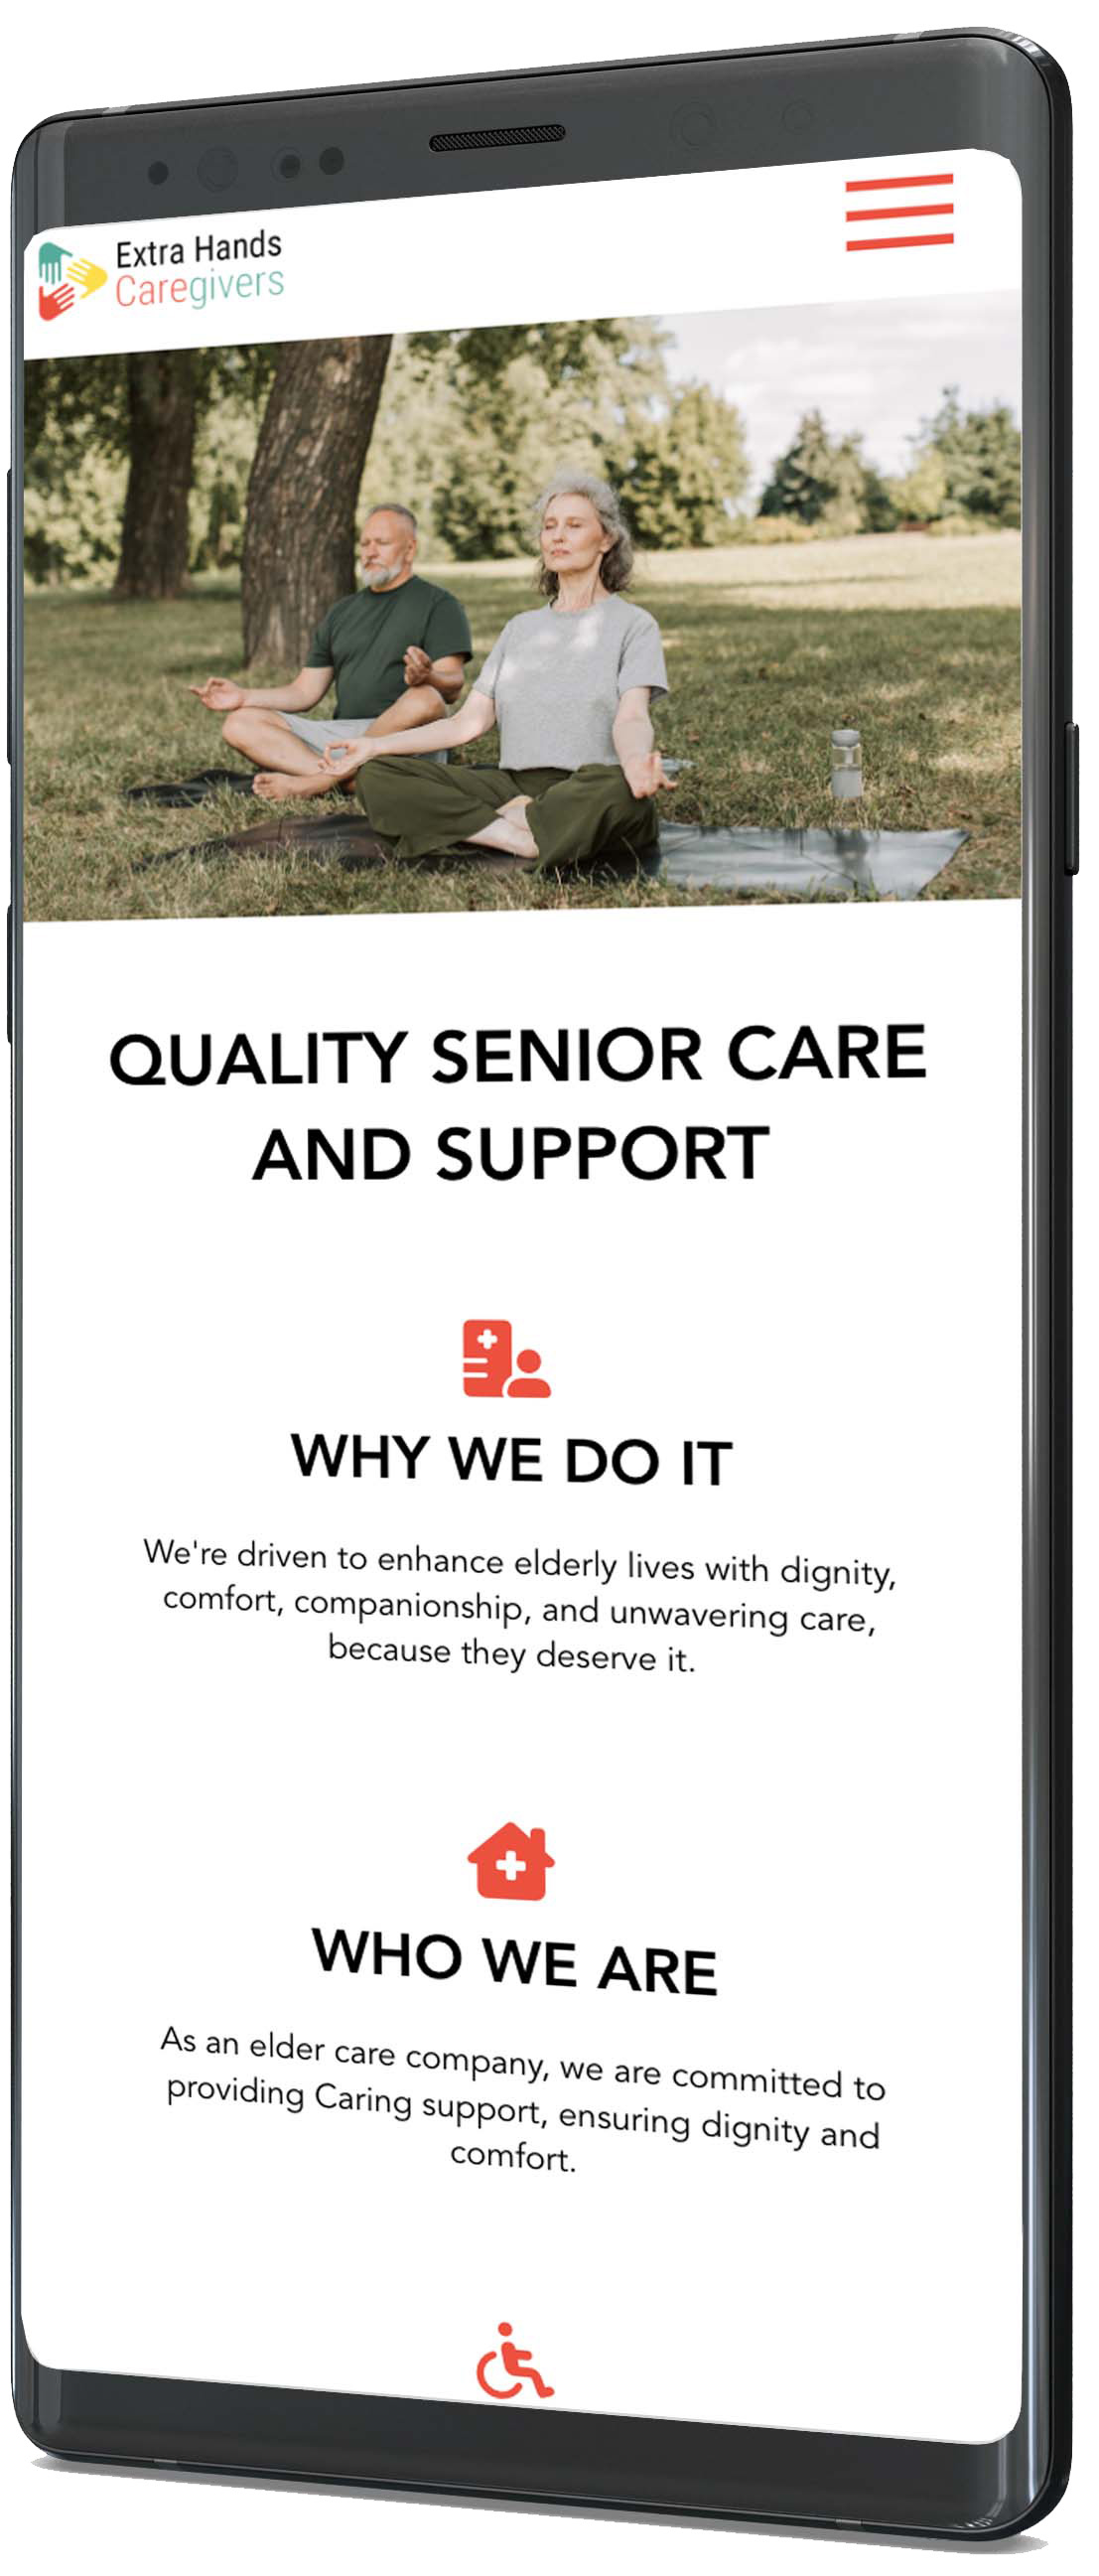 Extra Hands
Caregivers
QUALITY SENIOR CARE
AND SUPPORT
WHY WE DO IT
We're driven to enhance elderly lives with dignity,
comfort, companionship, and unwavering care,
because they deserve it.
WHO WE ARE
As an elder care company, we are committed to
providing Caring support, ensuring dignity and
comfort.